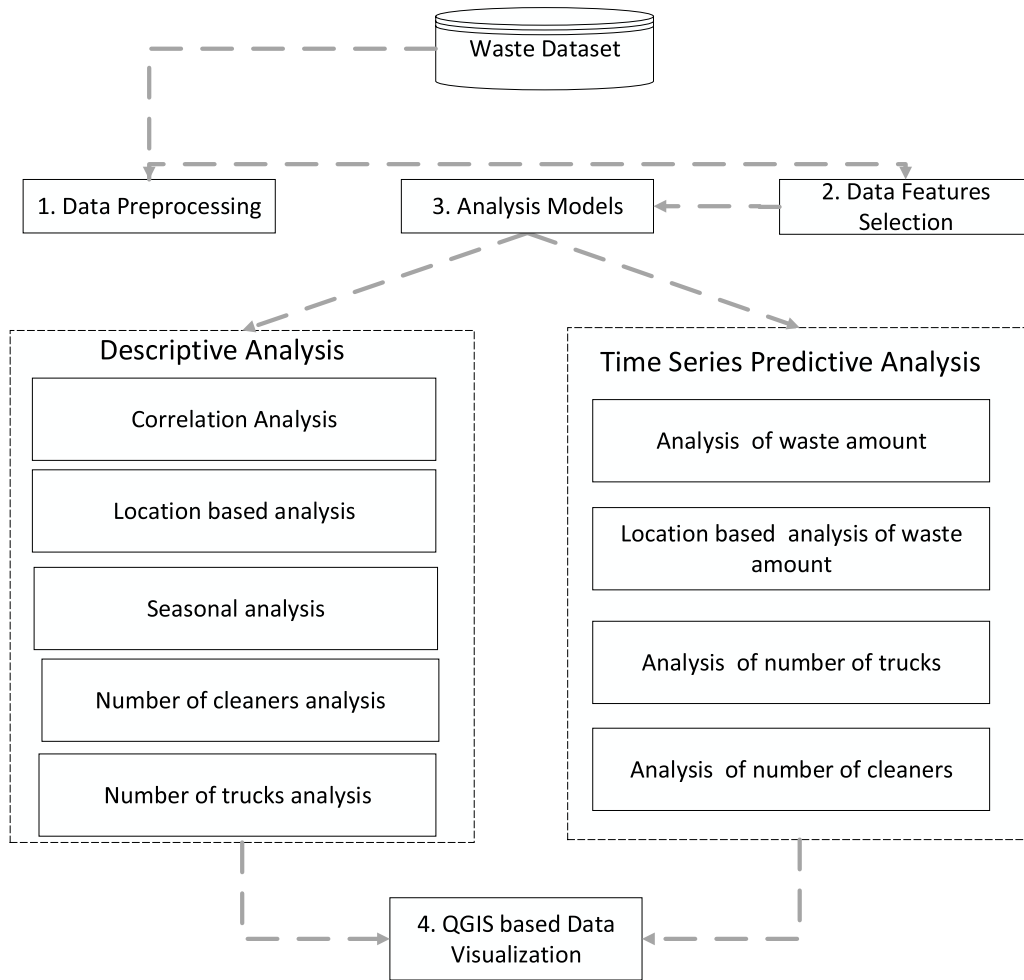 Waste Dataset
1. Data Preprocessing
3. Analysis Models
2. Data Features
Selection
Descriptive Analysis
Correlation Analysis
Location based analysis
Seasonal analysis
Number of cleaners analysis
Number of trucks analysis
Time Series Predictive Analysis
Analysis of waste amount
Location based analysis of waste
amount
Analysis of number of trucks
Analysis of number of cleaners
4. QGIS based Data
Visualization